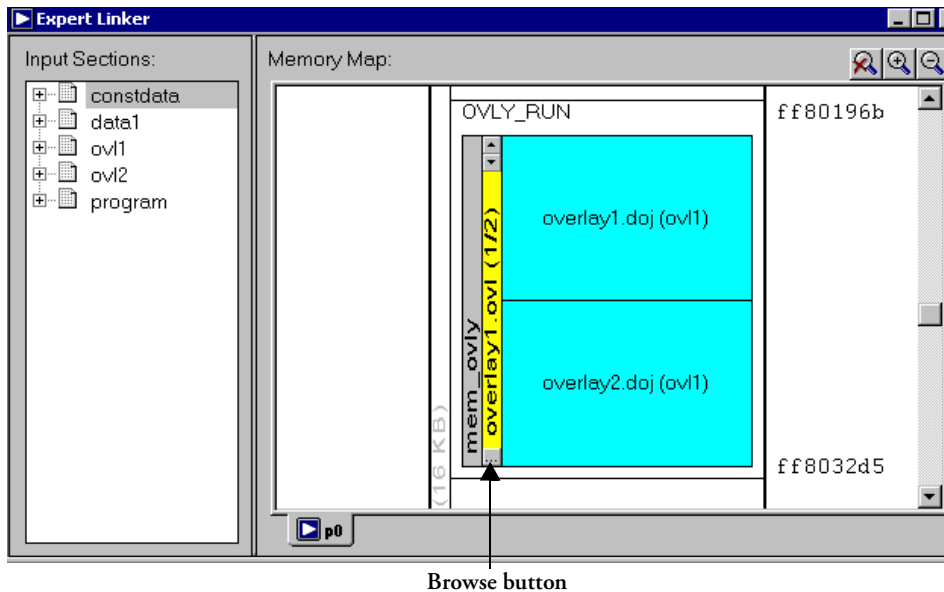 Expert Linker
Input Sections:
constdata
data1
ovl1
ovl2
program
Memory Map:
OVLY_RUN
ff80196b
mem_ovly
overlay1.ovl (1/2)
...
overlay1.doj (ovl1)
overlay2.doj (ovl1)
(16 KB)
ff8032d5
p0
Browse button